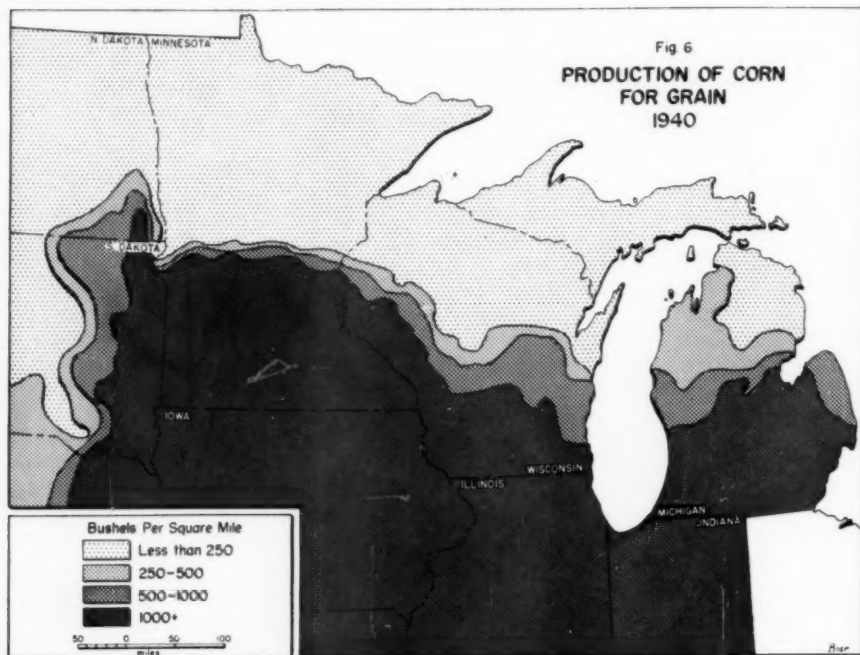 Fig. 6
PRODUCTION OF CORN
FOR GRAIN
1940
N. DAKOTA MINNESOTA
S. DAKOTA
IOWA
WISCONSIN
ILLINOIS
MICHIGAN
INDIANA
Bushels Per Square Mile
Less than 250
250-500
500-1000
1000+
50 0 50 100
miles